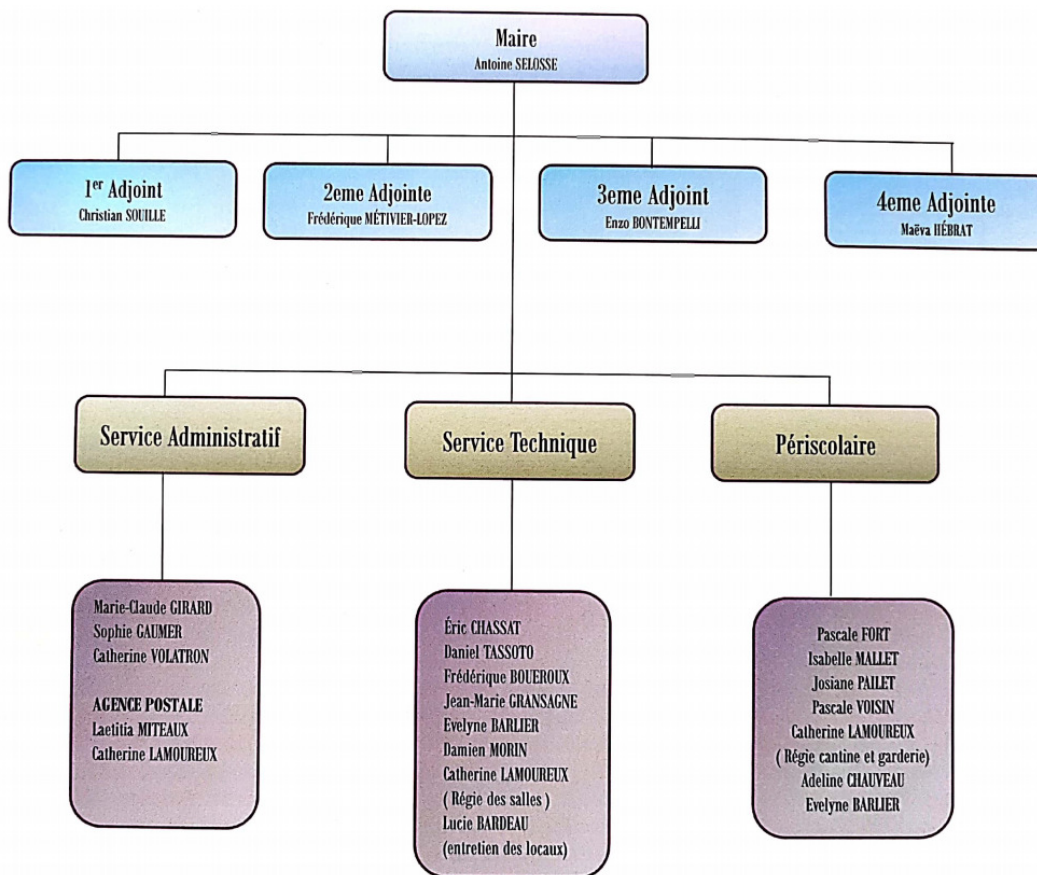 Maire
Antoine SELOSSE
1er Adjoint
Christian SOUILLE
2eme Adjointe
Frédérique MÉTIVIER-LOPEZ
3eme Adjoint
Enzo BONTEMPELLI
4eme Adjointe
Maëva HÉBRAT
Service Administratif
Service Technique
Périscolaire
Marie-Claude GIRARD
Sophie GAUMER
Catherine VOLATRON
AGENCE POSTALE
Laetitia MITEAUX
Catherine LAMOUREUX
Éric CHASSAT
Daniel TASSOTO
Frédérique BOUEROUX
Jean-Marie GRANSAGNE
Evelyne BARLIER
Damien MORIN
Catherine LAMOUREUX
( Régie des salles )
Lucie BARDEAU
(entretien des locaux)
Pascale FORT
Isabelle MALLET
Josiane PAILET
Pascale VOISIN
Catherine LAMOUREUX
( Régie cantine et garderie)
Adeline CHAUVEAU
Evelyne BARLIER